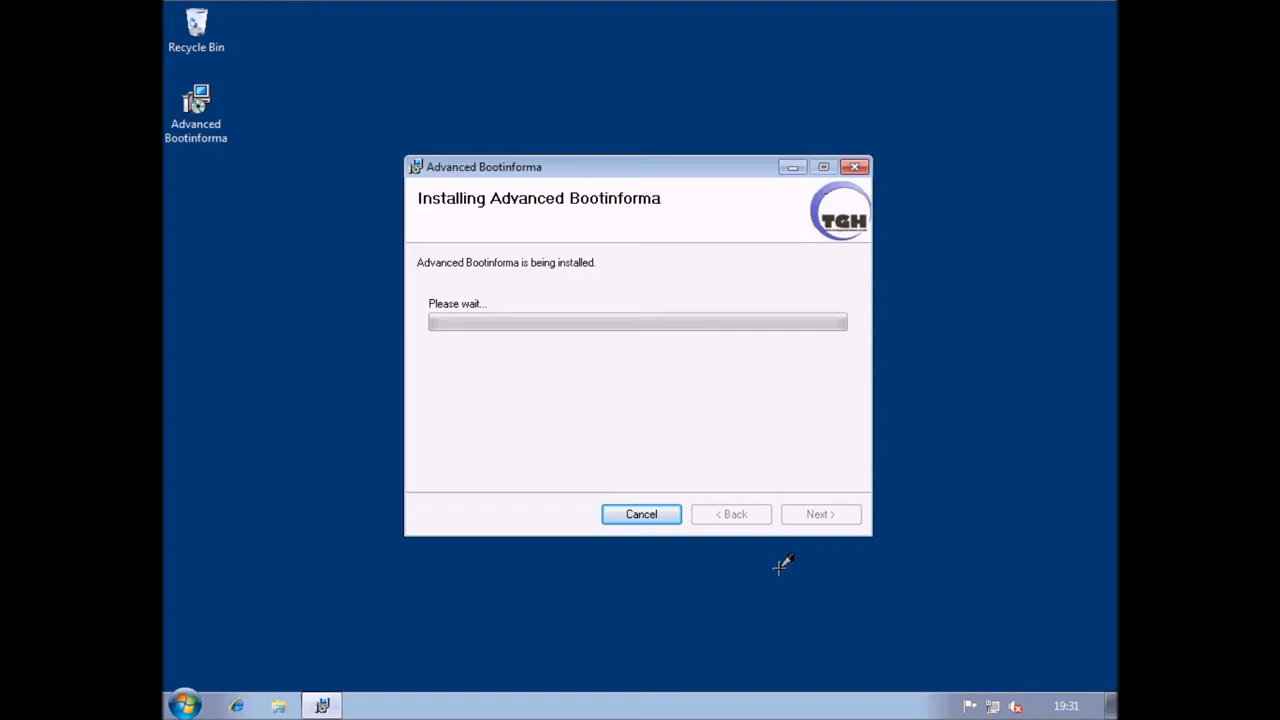 Recycle Bin
Advanced
Bootinforma
Advanced Bootinforma
Installing Advanced Bootinforma
TGH
Advanced Bootinforma is being installed.
Please wait...
Cancel
< Back
Next >
19:31